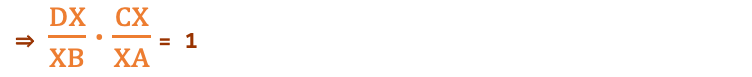 ⇒ DX/XB · CX/XA = 1